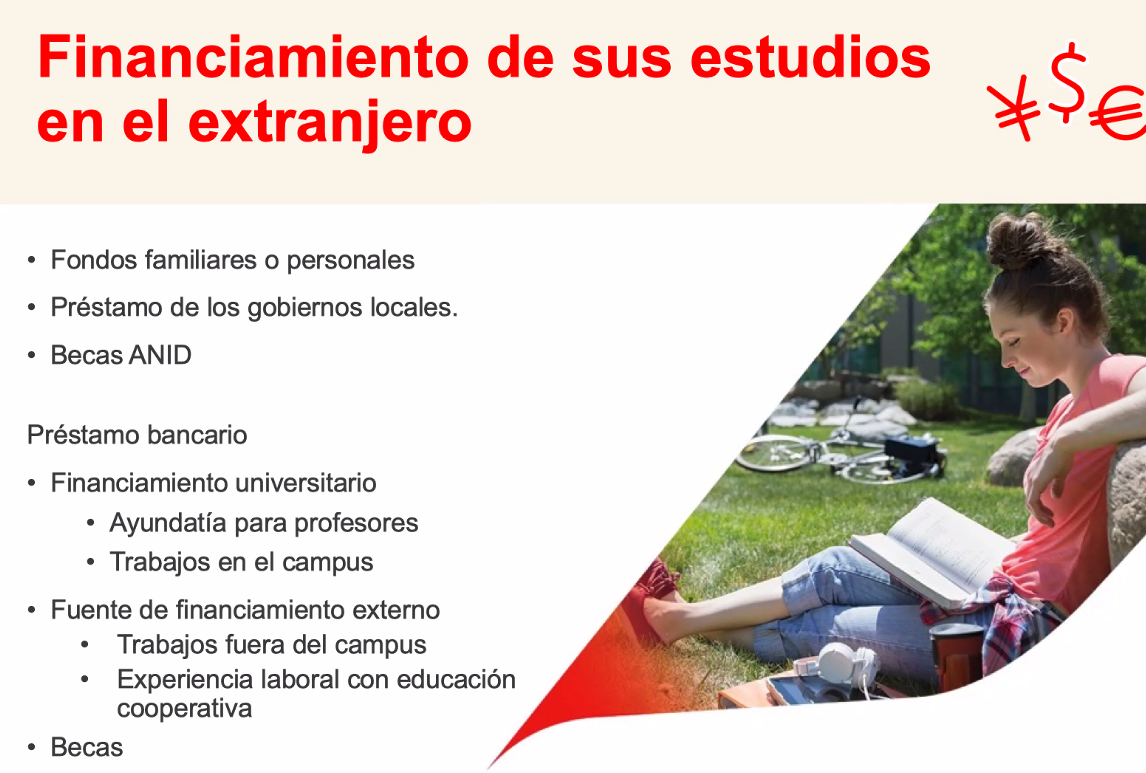 Financiamiento de sus estudios
en el extranjero
¥$€
• Fondos familiares o personales
• Préstamo de los gobiernos locales.
• Becas ANID
Préstamo bancario
• Financiamiento universitario
• Ayundatía para profesores
• Trabajos en el campus
• Fuente de financiamiento externo
• Trabajos fuera del campus
• Experiencia laboral con educación
cooperativa
• Becas